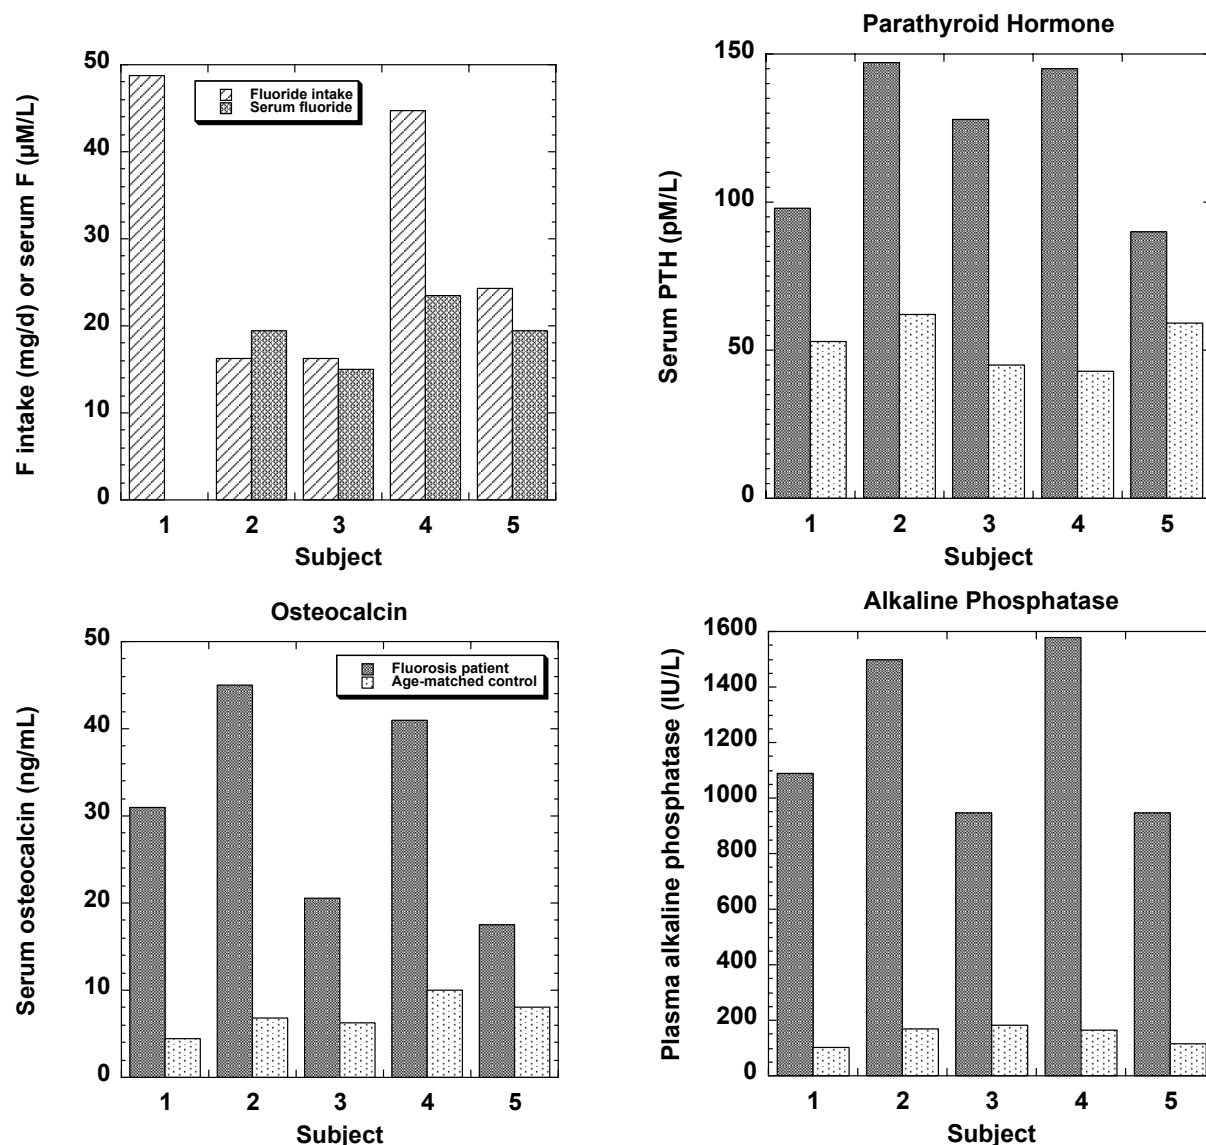 50
40
30
20
10
0
F intake (mg/d) or serum F (µM/L)
Fluoride intake
Serum fluoride
1 2 3 4 5
Subject
Parathyroid Hormone
150
100
50
0
Serum PTH (pM/L)
1 2 3 4 5
Subject
Osteocalcin
50
40
30
20
10
0
Serum osteocalcin (ng/mL)
Fluorosis patient
Age-matched control
1 2 3 4 5
Subject
Alkaline Phosphatase
1600
1400
1200
1000
800
600
400
200
0
Plasma alkaline phosphatase (IU/L)
1 2 3 4 5
Subject